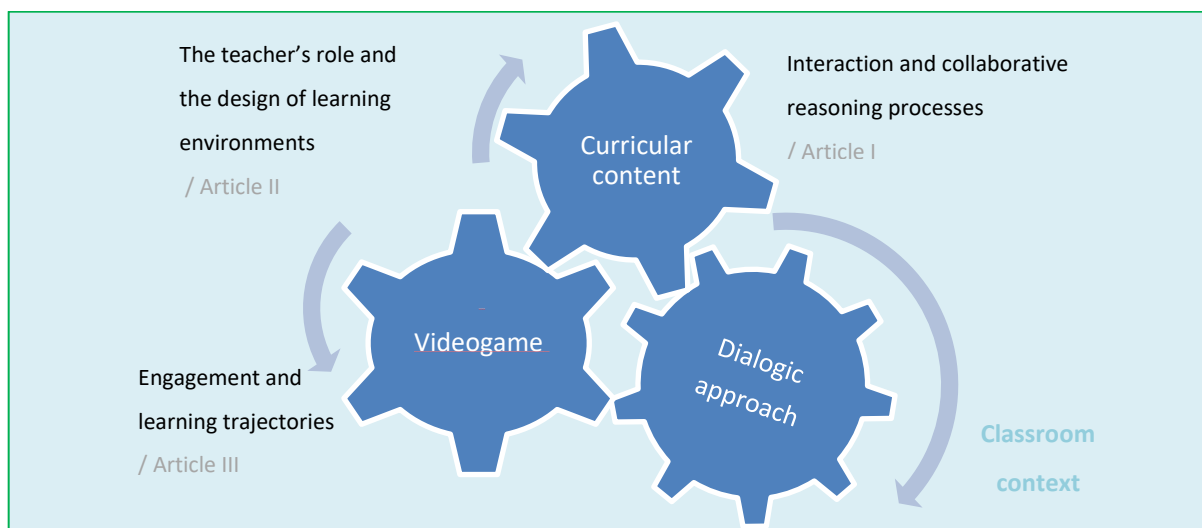 The teacher’s role and
the design of learning
environments
/ Article II
Interaction and collaborative
reasoning processes
/ Article I
Curricular
content
Videogame
Dialogic
approach
Engagement and
learning trajectories
/ Article III
Classroom
context